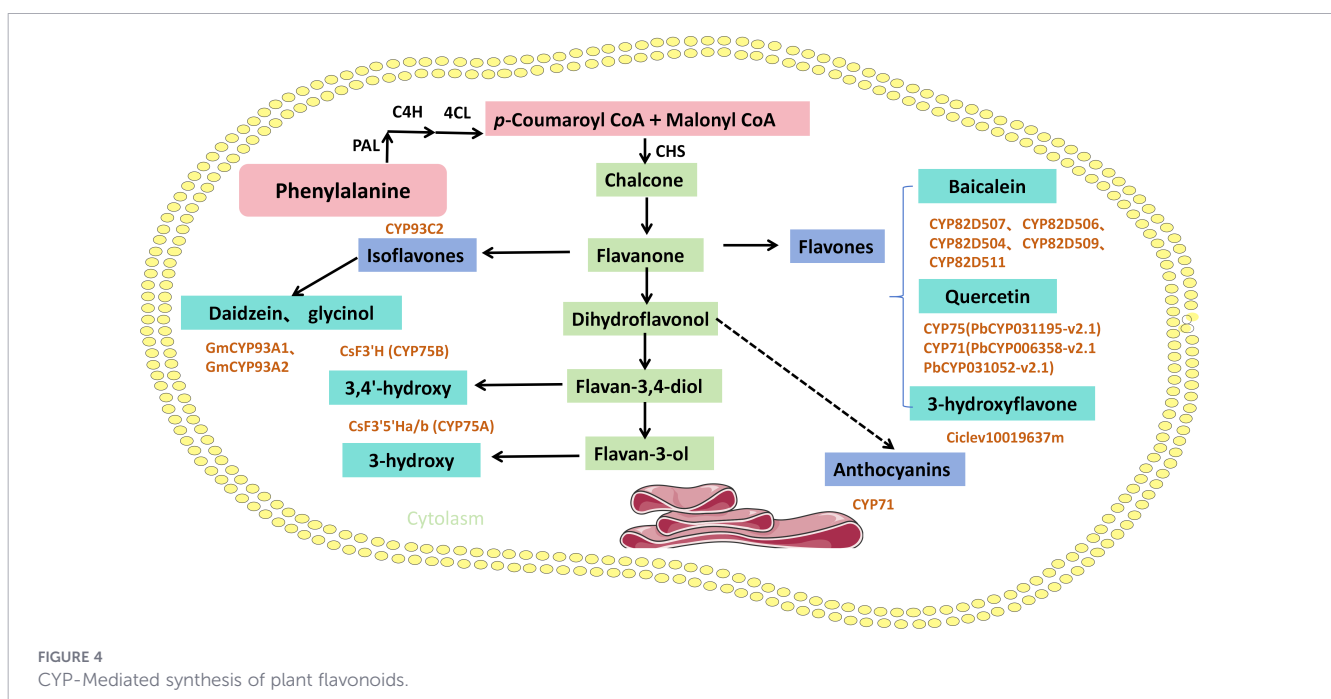 C4H
4CL
PAL
p-Coumaroyl CoA + Malonyl CoA
CHS
Phenylalanine
Chalcone
CYP93C2
Isoflavones
Flavanone
Flavones
Daidzein、 glycinol
GmCYP93A1、
GmCYP93A2
Dihydroflavonol
CsF3'H (CYP75B)
3,4'-hydroxy
Flavan-3,4-diol
CsF3'5'Ha/b (CYP75A)
3-hydroxy
Flavan-3-ol
Baicalein
CYP82D507、 CYP82D506、
CYP82D504、 CYP82D509、
CYP82D511
Quercetin
CYP75(PbCYP031195-v2.1)
CYP71(PbCYP006358-v2.1
PbCYP031052-v2.1)
3-hydroxyflavone
Ciclev10019637m
Anthocyanins
CYP71
Cytolasm
FIGURE 4
CYP-Mediated synthesis of plant flavonoids.